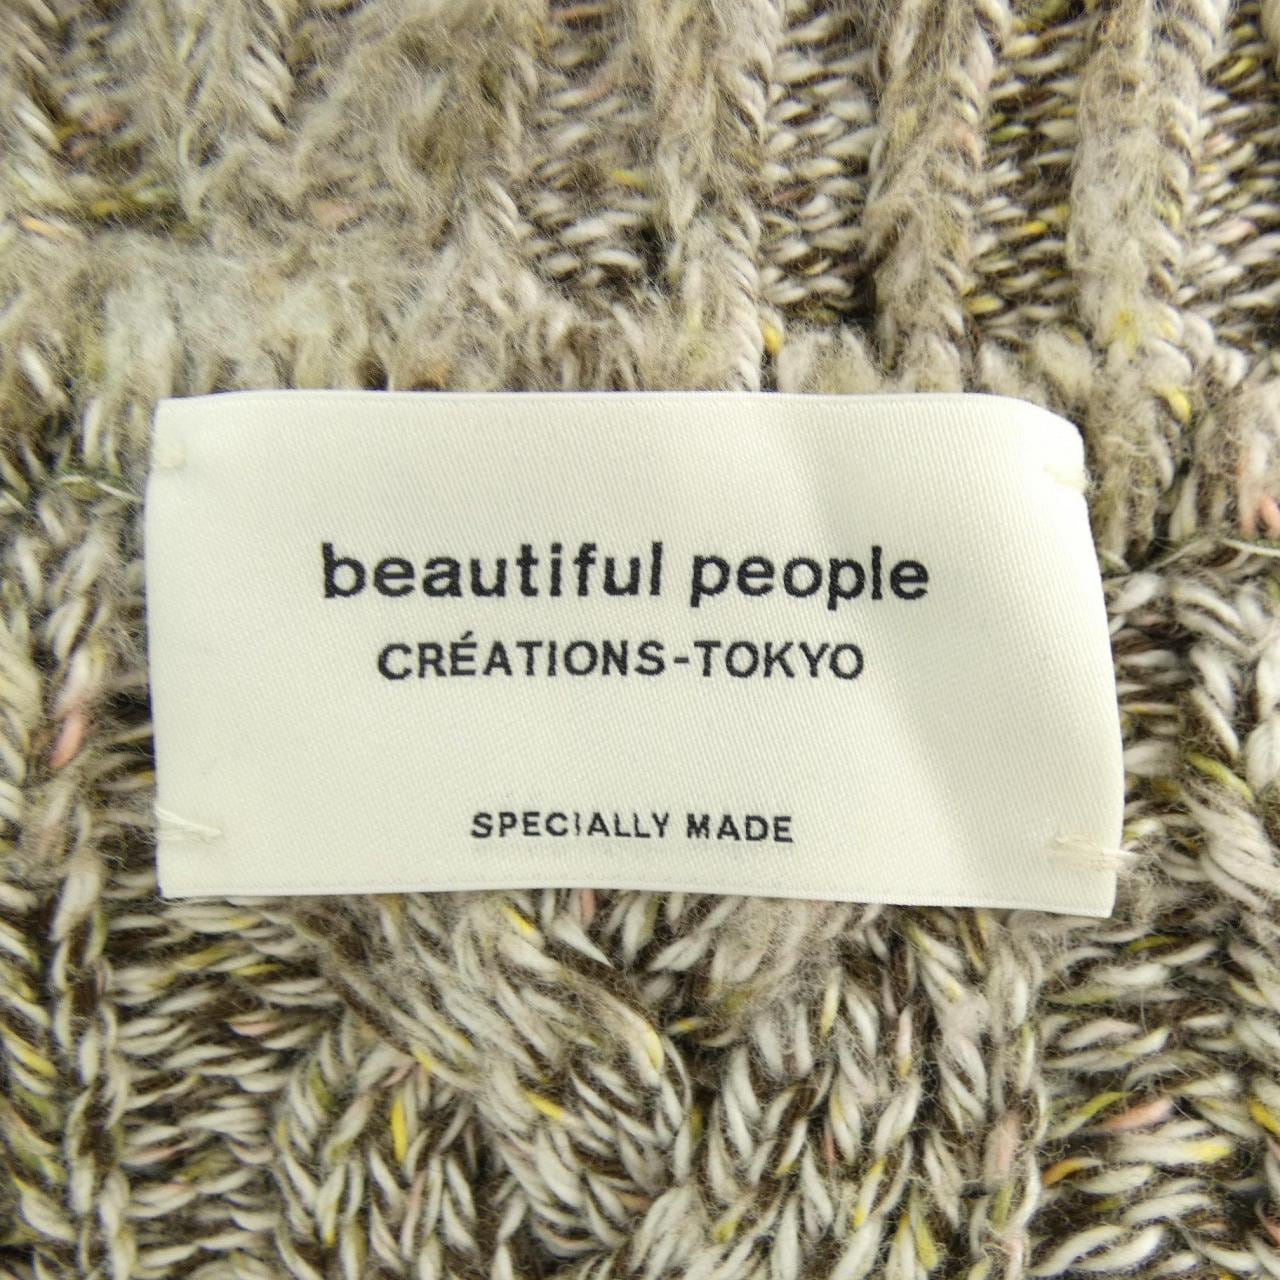 beautiful people
CRÉATIONS-TOKYO
SPECIALLY MADE